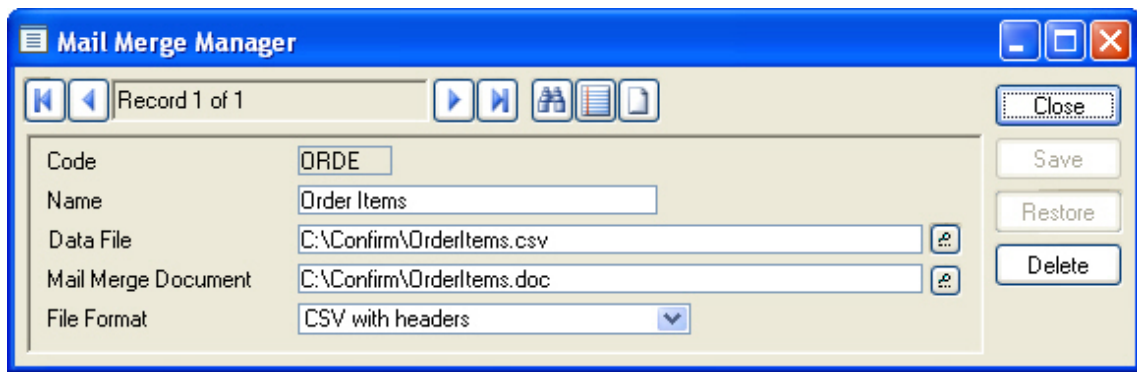 Mail Merge Manager
Record 1 of 1
Close
Code ORDE
Save
Name Order Items
Restore
Data File C:\Confirm\OrderItems.csv
Delete
Mail Merge Document C:\Confirm\OrderItems.doc
File Format CSV with headers